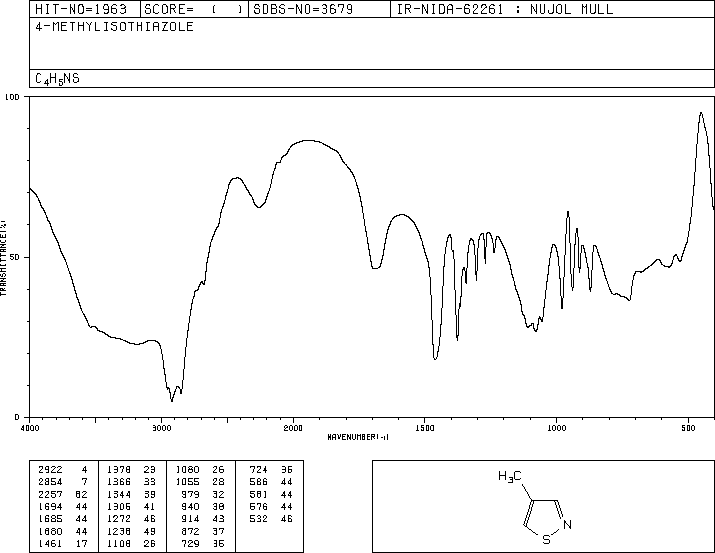 HIT-NO=1963 SCORE= ( ) SDBS-NO=3679 IR-NIDA-62261 : NUJOL MULL
4-METHYLISOTHIAZOLE
C4H5NS
100
50
0
TRANSMITTANCE(%)
4000 3000 2000 1500 1000 500
WAVENUMBER(-1)
2922 4 1378 23 1080 26 724 35
2854 7 1366 33 1055 28 586 44
2257 62 1344 39 979 32 581 44
1694 44 1306 41 940 38 576 44
1685 44 1272 46 914 43 532 46
1680 44 1238 49 872 37
1461 17 1108 26 729 35
H3C
N
S